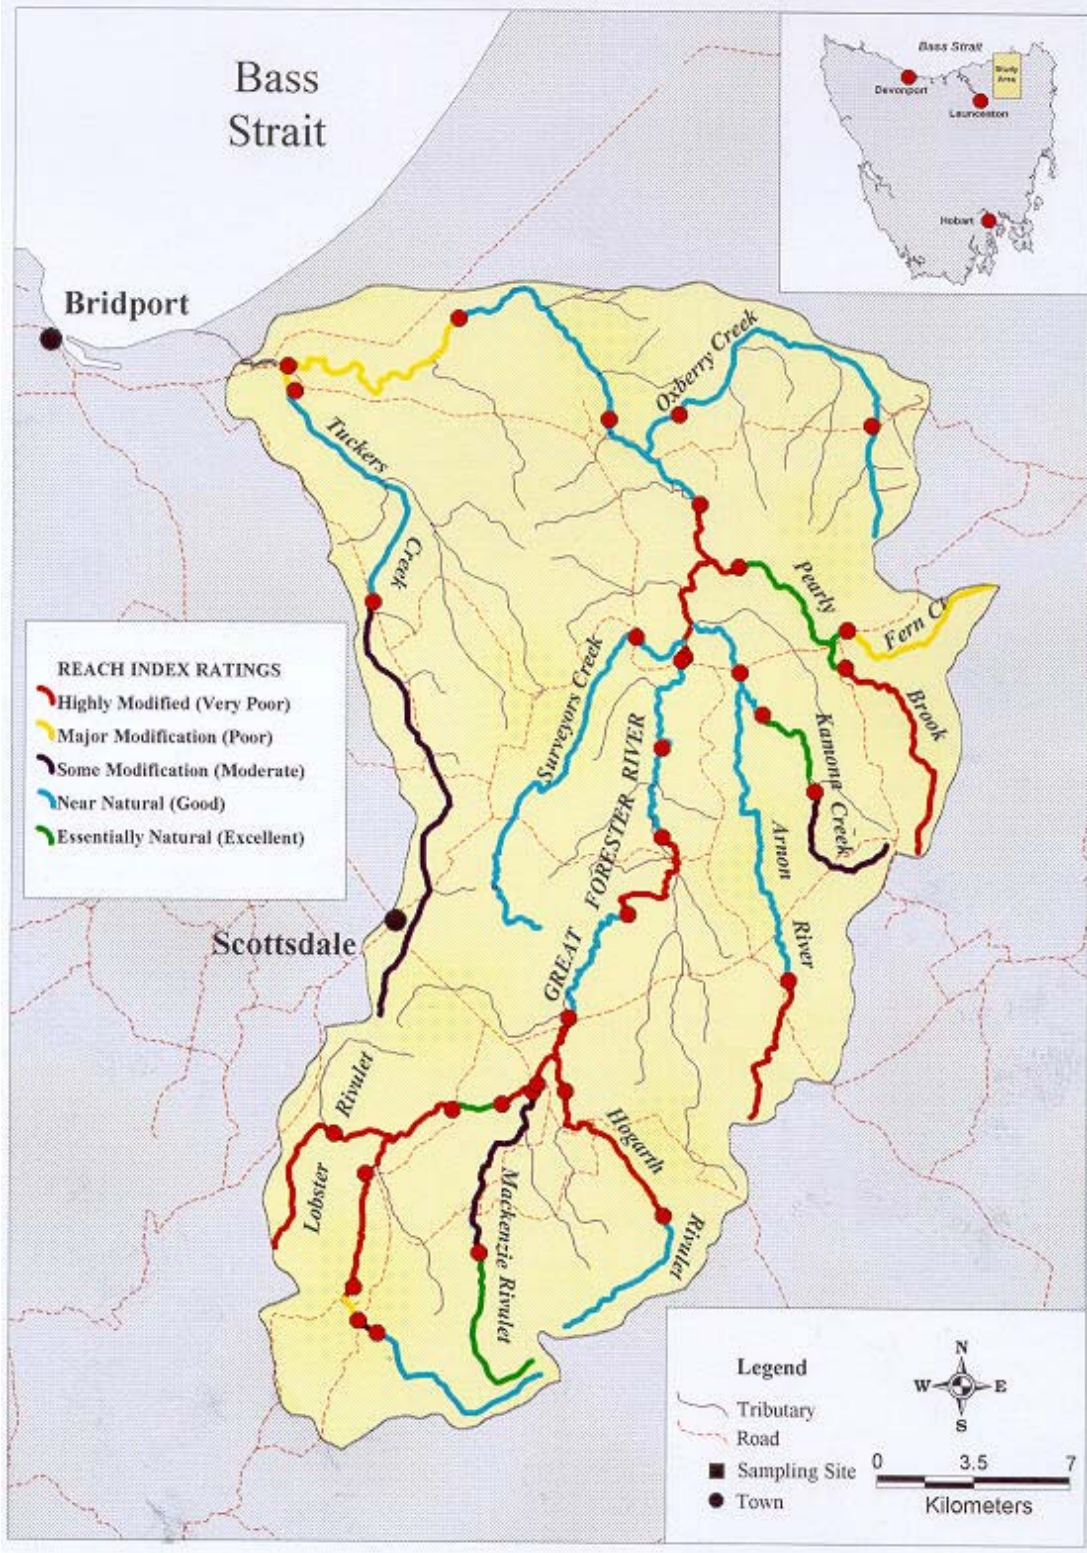 Bass
Strait
Bass Strait
Study
Area
Devonport
Launceston
Hobart
Bridport
Oxberry Creek
Tuckers
Creek
Pearly
Fern
Brook
Surveyors Creek
Kamona Creek
GREAT FORESTER RIVER
Arnon
River
REACH INDEX RATINGS
Highly Modified (Very Poor)
Major Modification (Poor)
Some Modification (Moderate)
Near Natural (Good)
Essentially Natural (Excellent)
Scottsdale
Rivulet
Lobster
Hogarth
Rivulet
Mackenzie Rivulet
Legend
Tributary
Road
Sampling Site
Town
N
W E
S
0 3.5 7
Kilometers